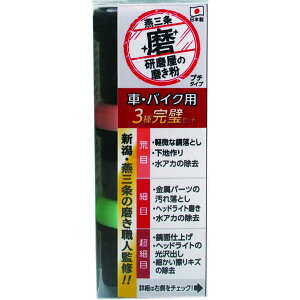 燕三条
磨
研磨屋の
磨き粉
プチ
タイプ
日本製
車・バイク用
3種完璧セット
新潟・燕三条の磨き職人監修!!
荒目
・軽微な錆落とし
・下地作り
・水アカの除去
細目
・金属パーツの
汚れ落とし
・ヘッドライト磨き
・水アカの除去
超細目
・鏡面仕上げ
・ヘッドライトの
光沢出し
・細かい擦りキズ
の除去
詳細は右側をチェック!